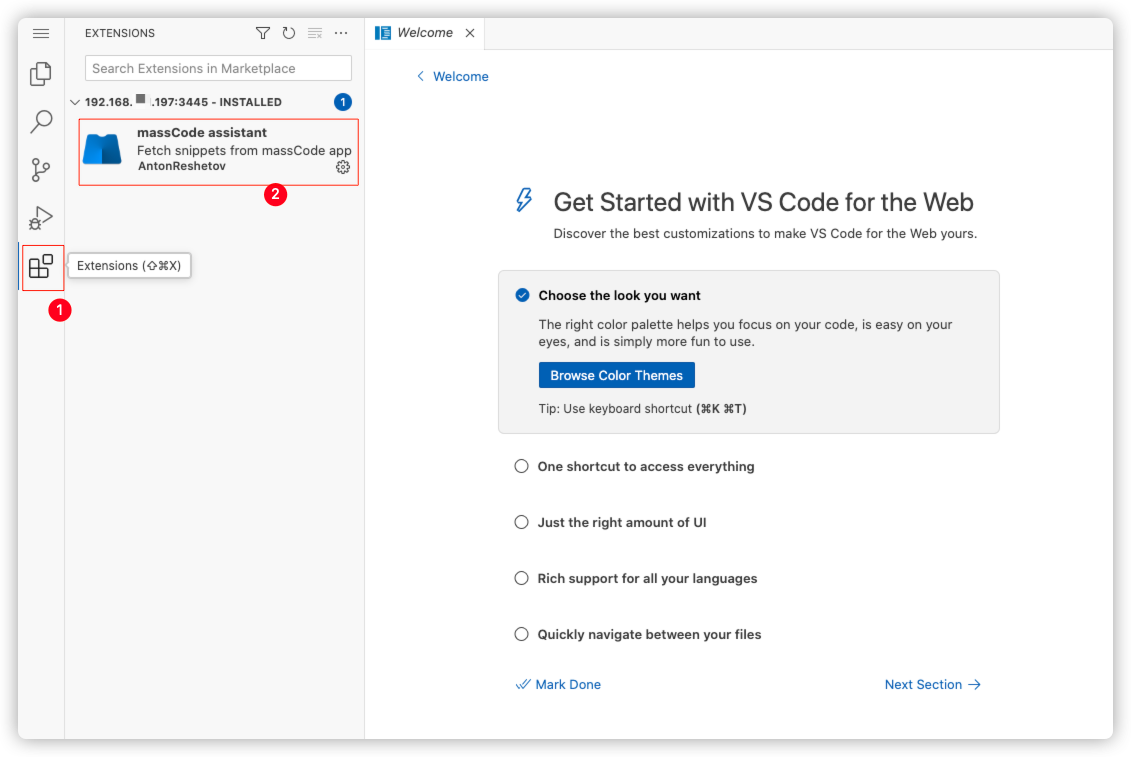 EXTENSIONS
Search Extensions in Marketplace
192.168. .197:3445 - INSTALLED
1
massCode assistant
Fetch snippets from massCode app
AntonReshetov
2
Extensions (⇧⌘X)
1
Welcome
Welcome
Get Started with VS Code for the Web
Discover the best customizations to make VS Code for the Web yours.
Choose the look you want
The right color palette helps you focus on your code, is easy on your
eyes, and is simply more fun to use.
Browse Color Themes
Tip: Use keyboard shortcut (⌘K ⌘T)
One shortcut to access everything
Just the right amount of UI
Rich support for all your languages
Quickly navigate between your files
Mark Done
Next Section →